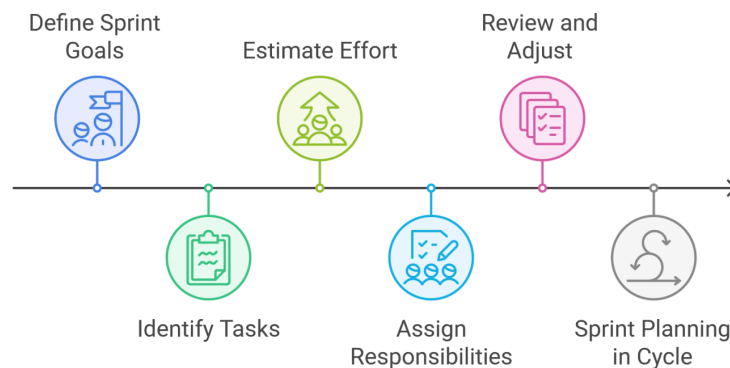 Define Sprint
Goals
Estimate Effort
Review and
Adjust
Identify Tasks
Assign
Responsibilities
Sprint Planning
in Cycle